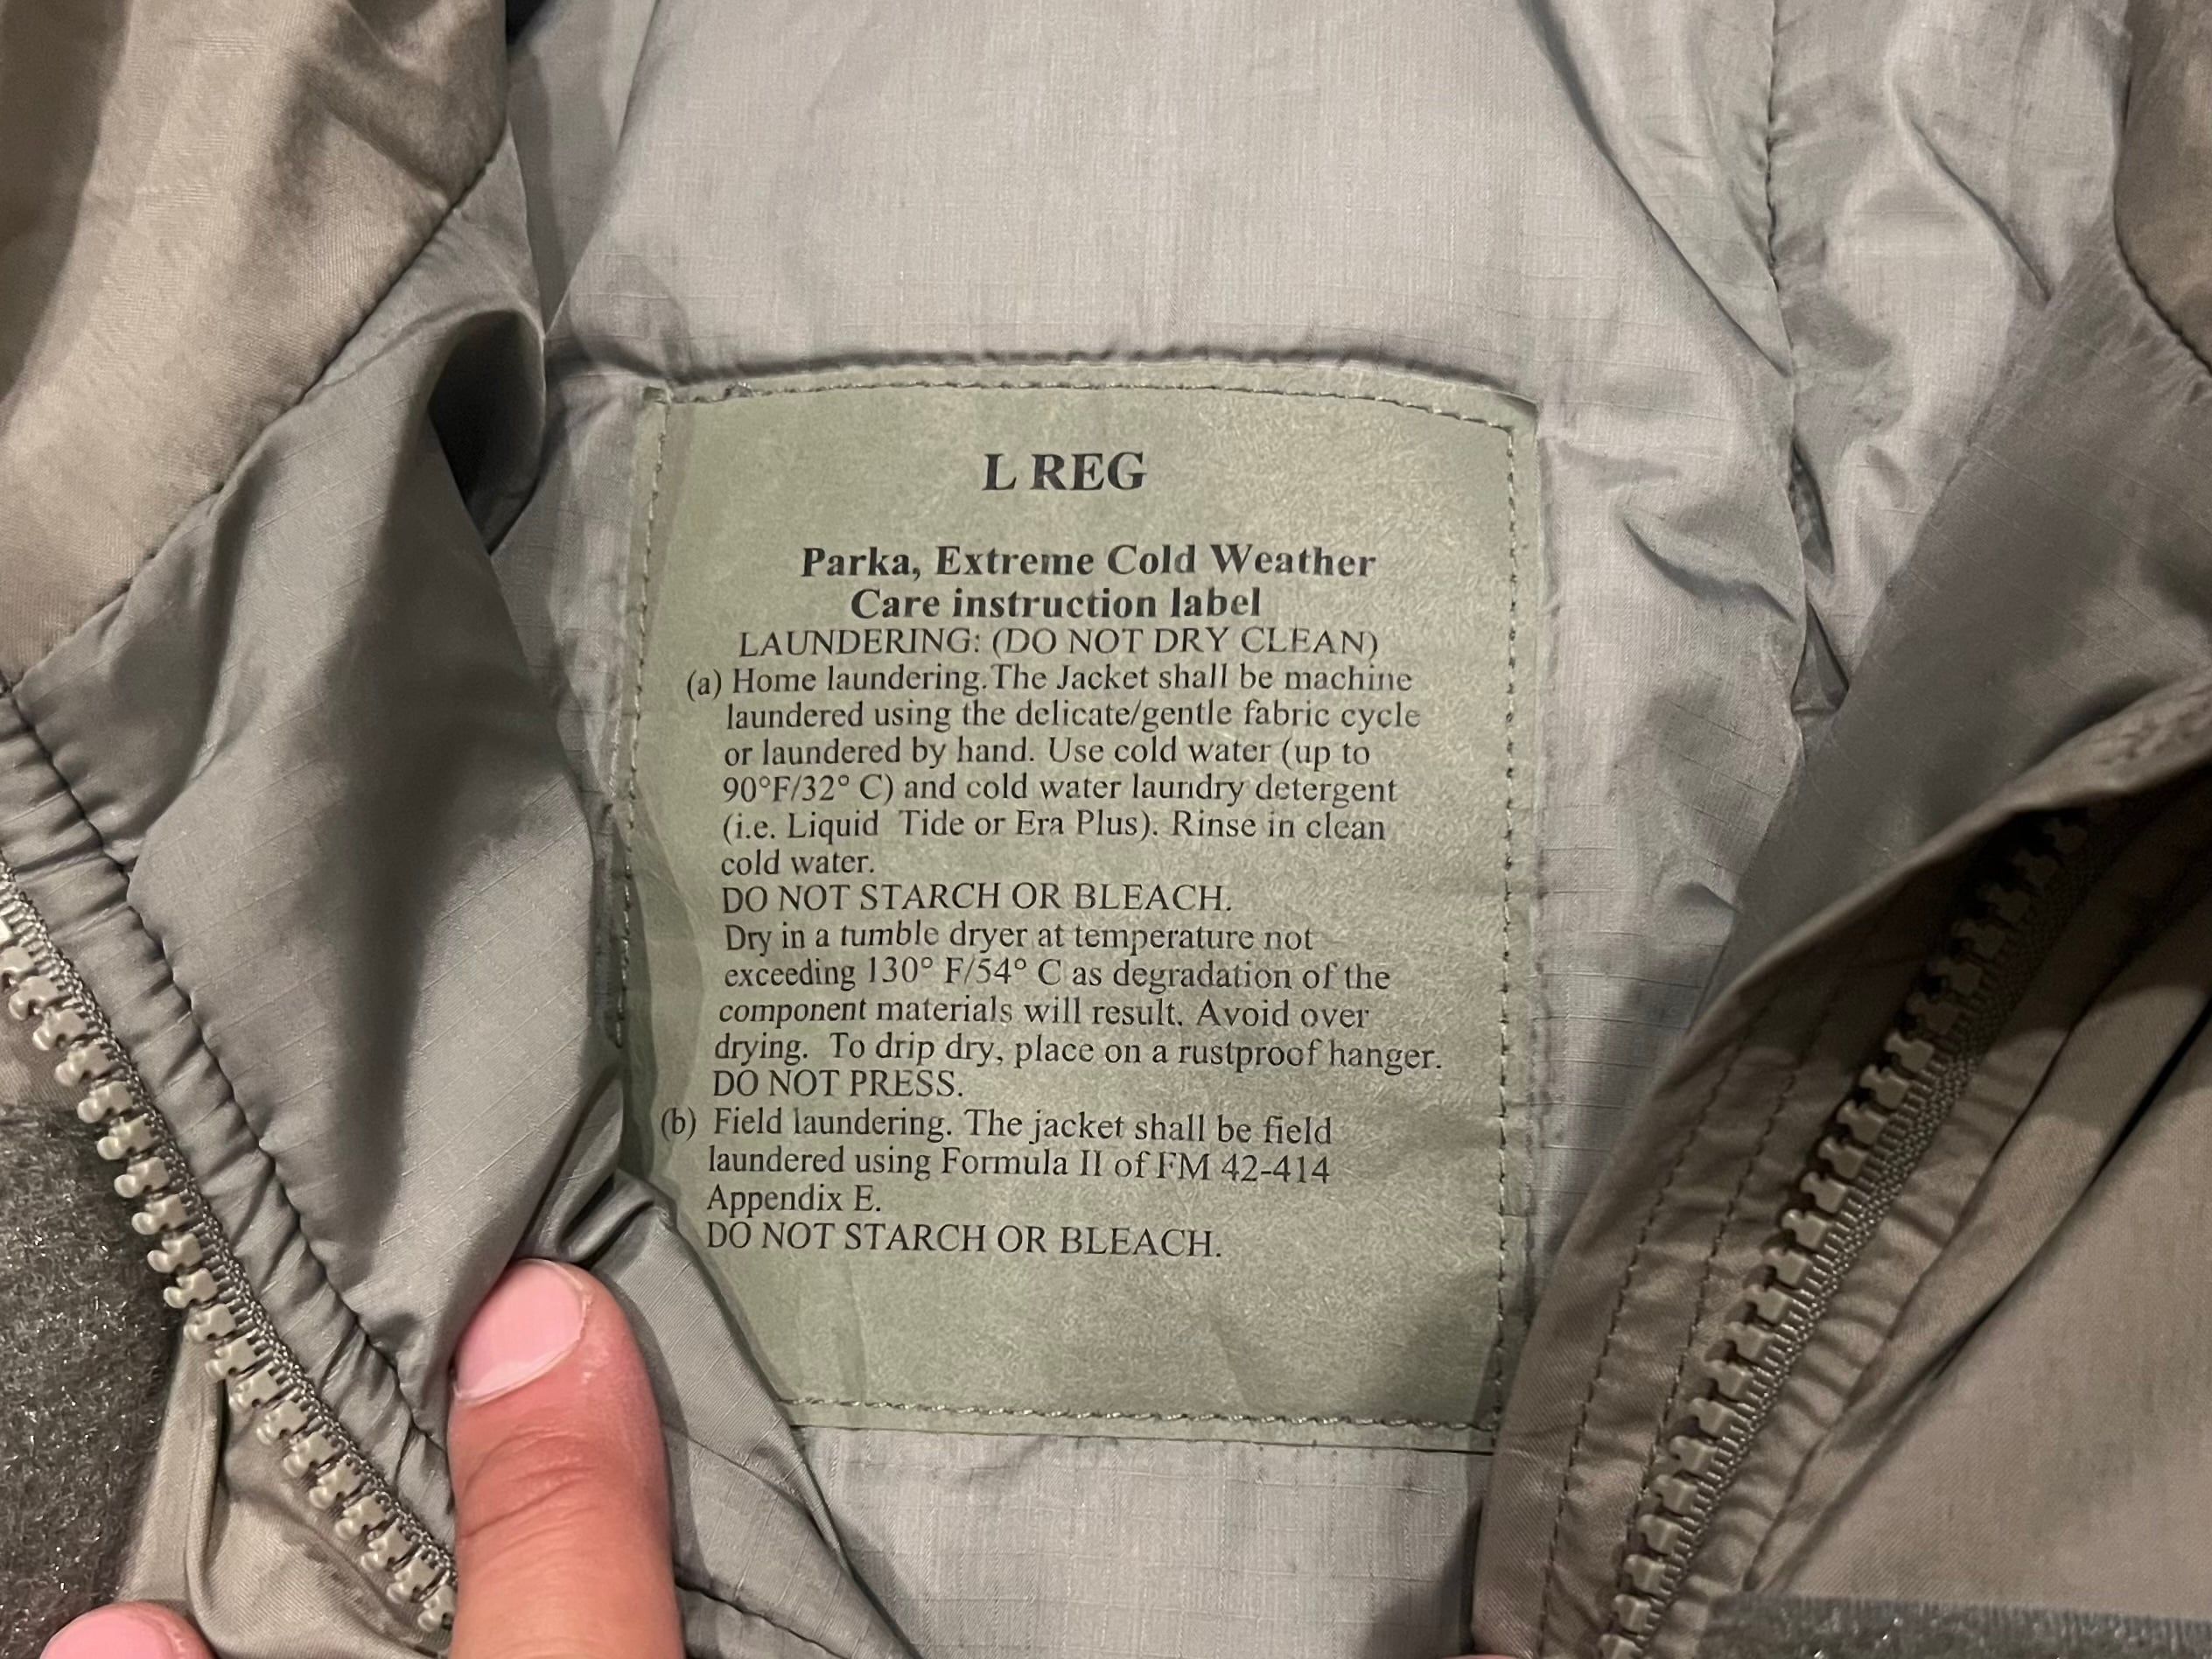 L REG
Parka, Extreme Cold Weather
Care instruction label
LAUNDERING: (DO NOT DRY CLEAN)
(a) Home laundering.The Jacket shall be machine
laundered using the delicate/gentle fabric cycle
or laundered by hand. Use cold water (up to
90°F/32° C) and cold water laundry detergent
(i.e. Liquid Tide or Era Plus). Rinse in clean
cold water.
DO NOT STARCH OR BLEACH.
Dry in a tumble dryer at temperature not
exceeding 130° F/54° C as degradation of the
component materials will result. Avoid over
drying. To drip dry, place on a rustproof hanger.
DO NOT PRESS.
(b) Field laundering. The jacket shall be field
laundered using Formula II of FM 42-414
Appendix E.
DO NOT STARCH OR BLEACH.